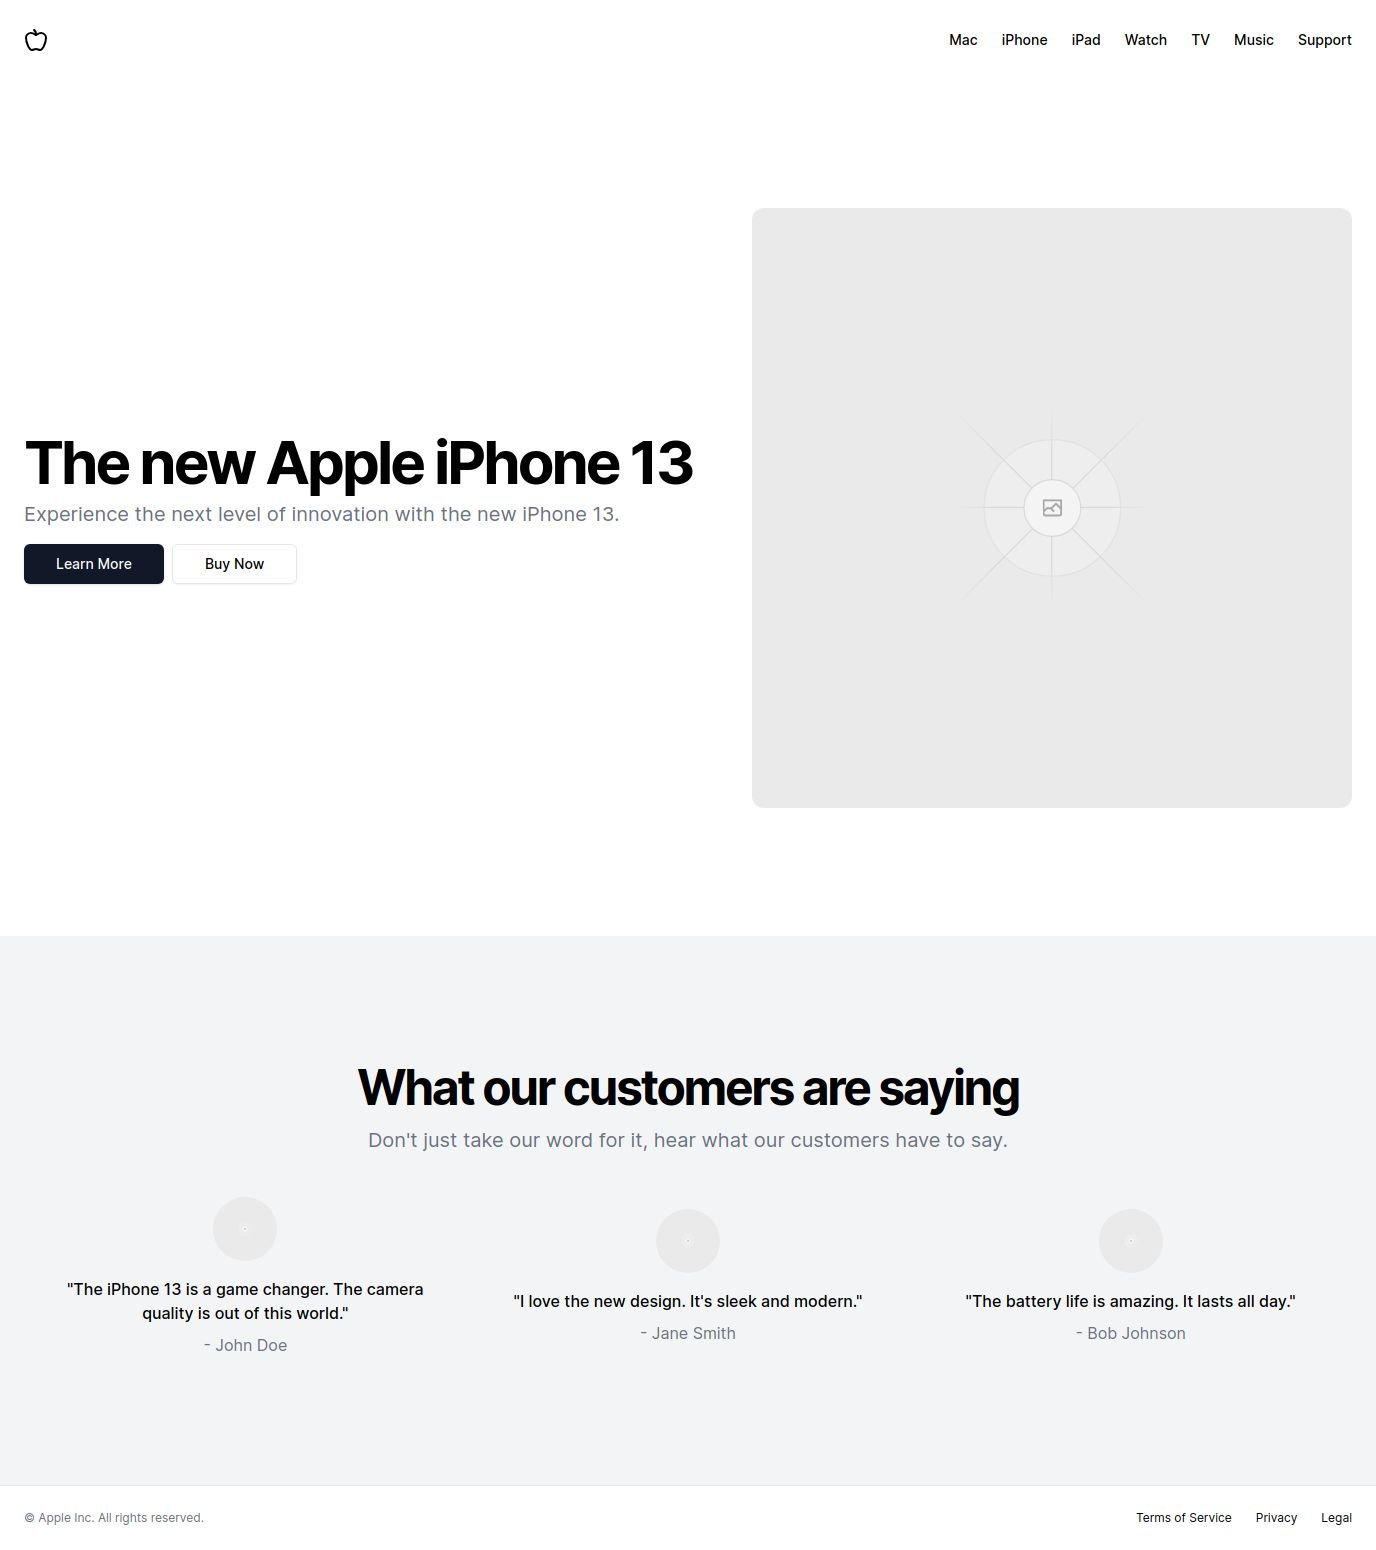 Mac iPhone iPad Watch TV Music Support
The new Apple iPhone 13
Experience the next level of innovation with the new iPhone 13.
Learn More Buy Now
What our customers are saying
Don't just take our word for it, hear what our customers have to say.
"The iPhone 13 is a game changer. The camera
quality is out of this world."
- John Doe
"I love the new design. It's sleek and modern."
- Jane Smith
"The battery life is amazing. It lasts all day."
- Bob Johnson
© Apple Inc. All rights reserved.
Terms of Service Privacy Legal